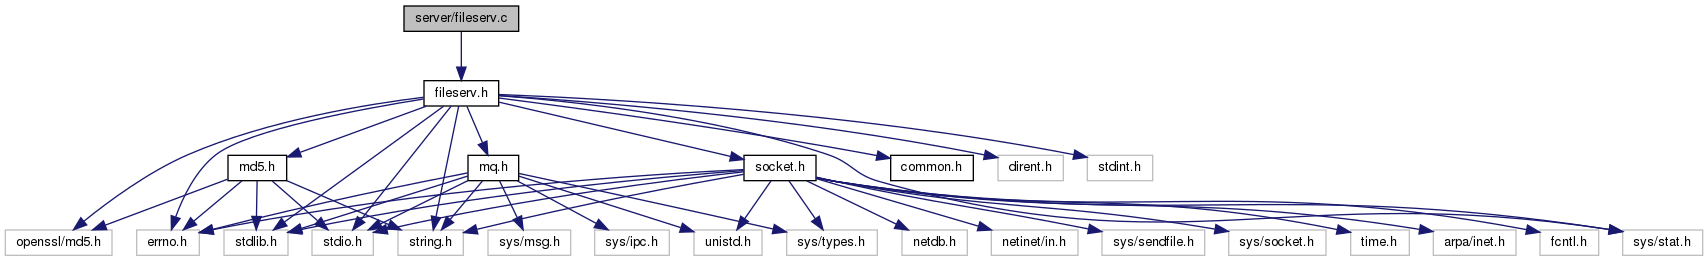 server/fileserv.c
fileserv.h
md5.h
mq.h
socket.h
common.h
dirent.h
stdint.h
openssl/md5.h
errno.h
stdlib.h
stdio.h
string.h
sys/msg.h
sys/ipc.h
unistd.h
sys/types.h
netdb.h
netinet/in.h
sys/sendfile.h
sys/socket.h
time.h
arpa/inet.h
fcntl.h
sys/stat.h